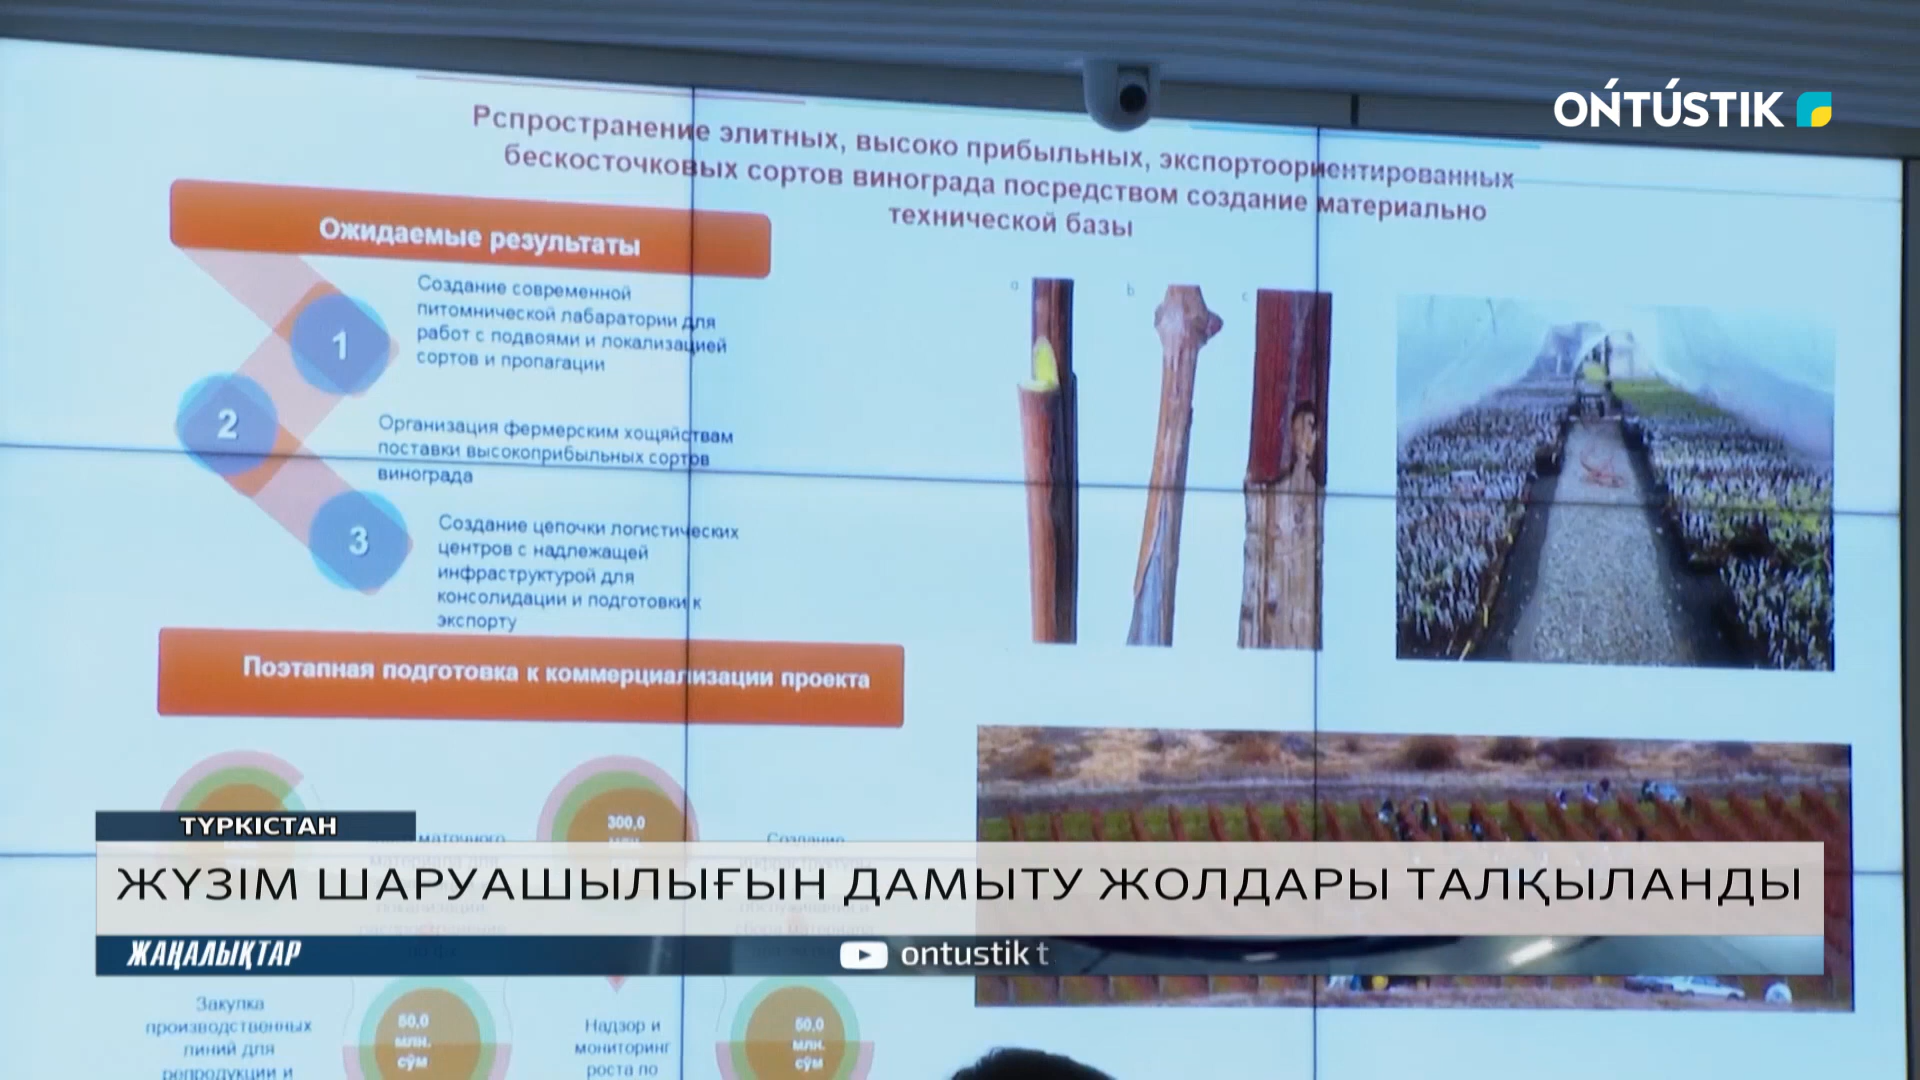 OŃTÚSTIK
Рспространение элитных, высоко прибыльных, экспортоориентированных
бескосточковых сортов винограда посредством создание материально
технической базы
Ожидаемые результаты
1
Создание современной
питомнической лабаратории для
работ с подвоями и локализацией
сортов и пропагации
2
Организация фермерским хощяйствам
поставки высокоприбыльных сортов
винограда
3
Создание цепочки логистических
центров с надлежащей
инфраструктурой для
консолидации и подготовки к
экспорту
a
b
c
Поэтапная подготовка к коммерциализации проекта
300,0
млн.
маточного
Создание
ТҮРКІСТАН
ЖҮЗІМ ШАРУАШЫЛЫҒЫН ДАМЫТУ ЖОЛДАРЫ ТАЛҚЫЛАНДЫ
ЖАҢАЛЫҚТАР
ontustik t
Закупка
производственных
линий для
репродукции и
50,0
млн.
сўм
Надзор и
мониторинг
роста по
50,0
млн.
сўм